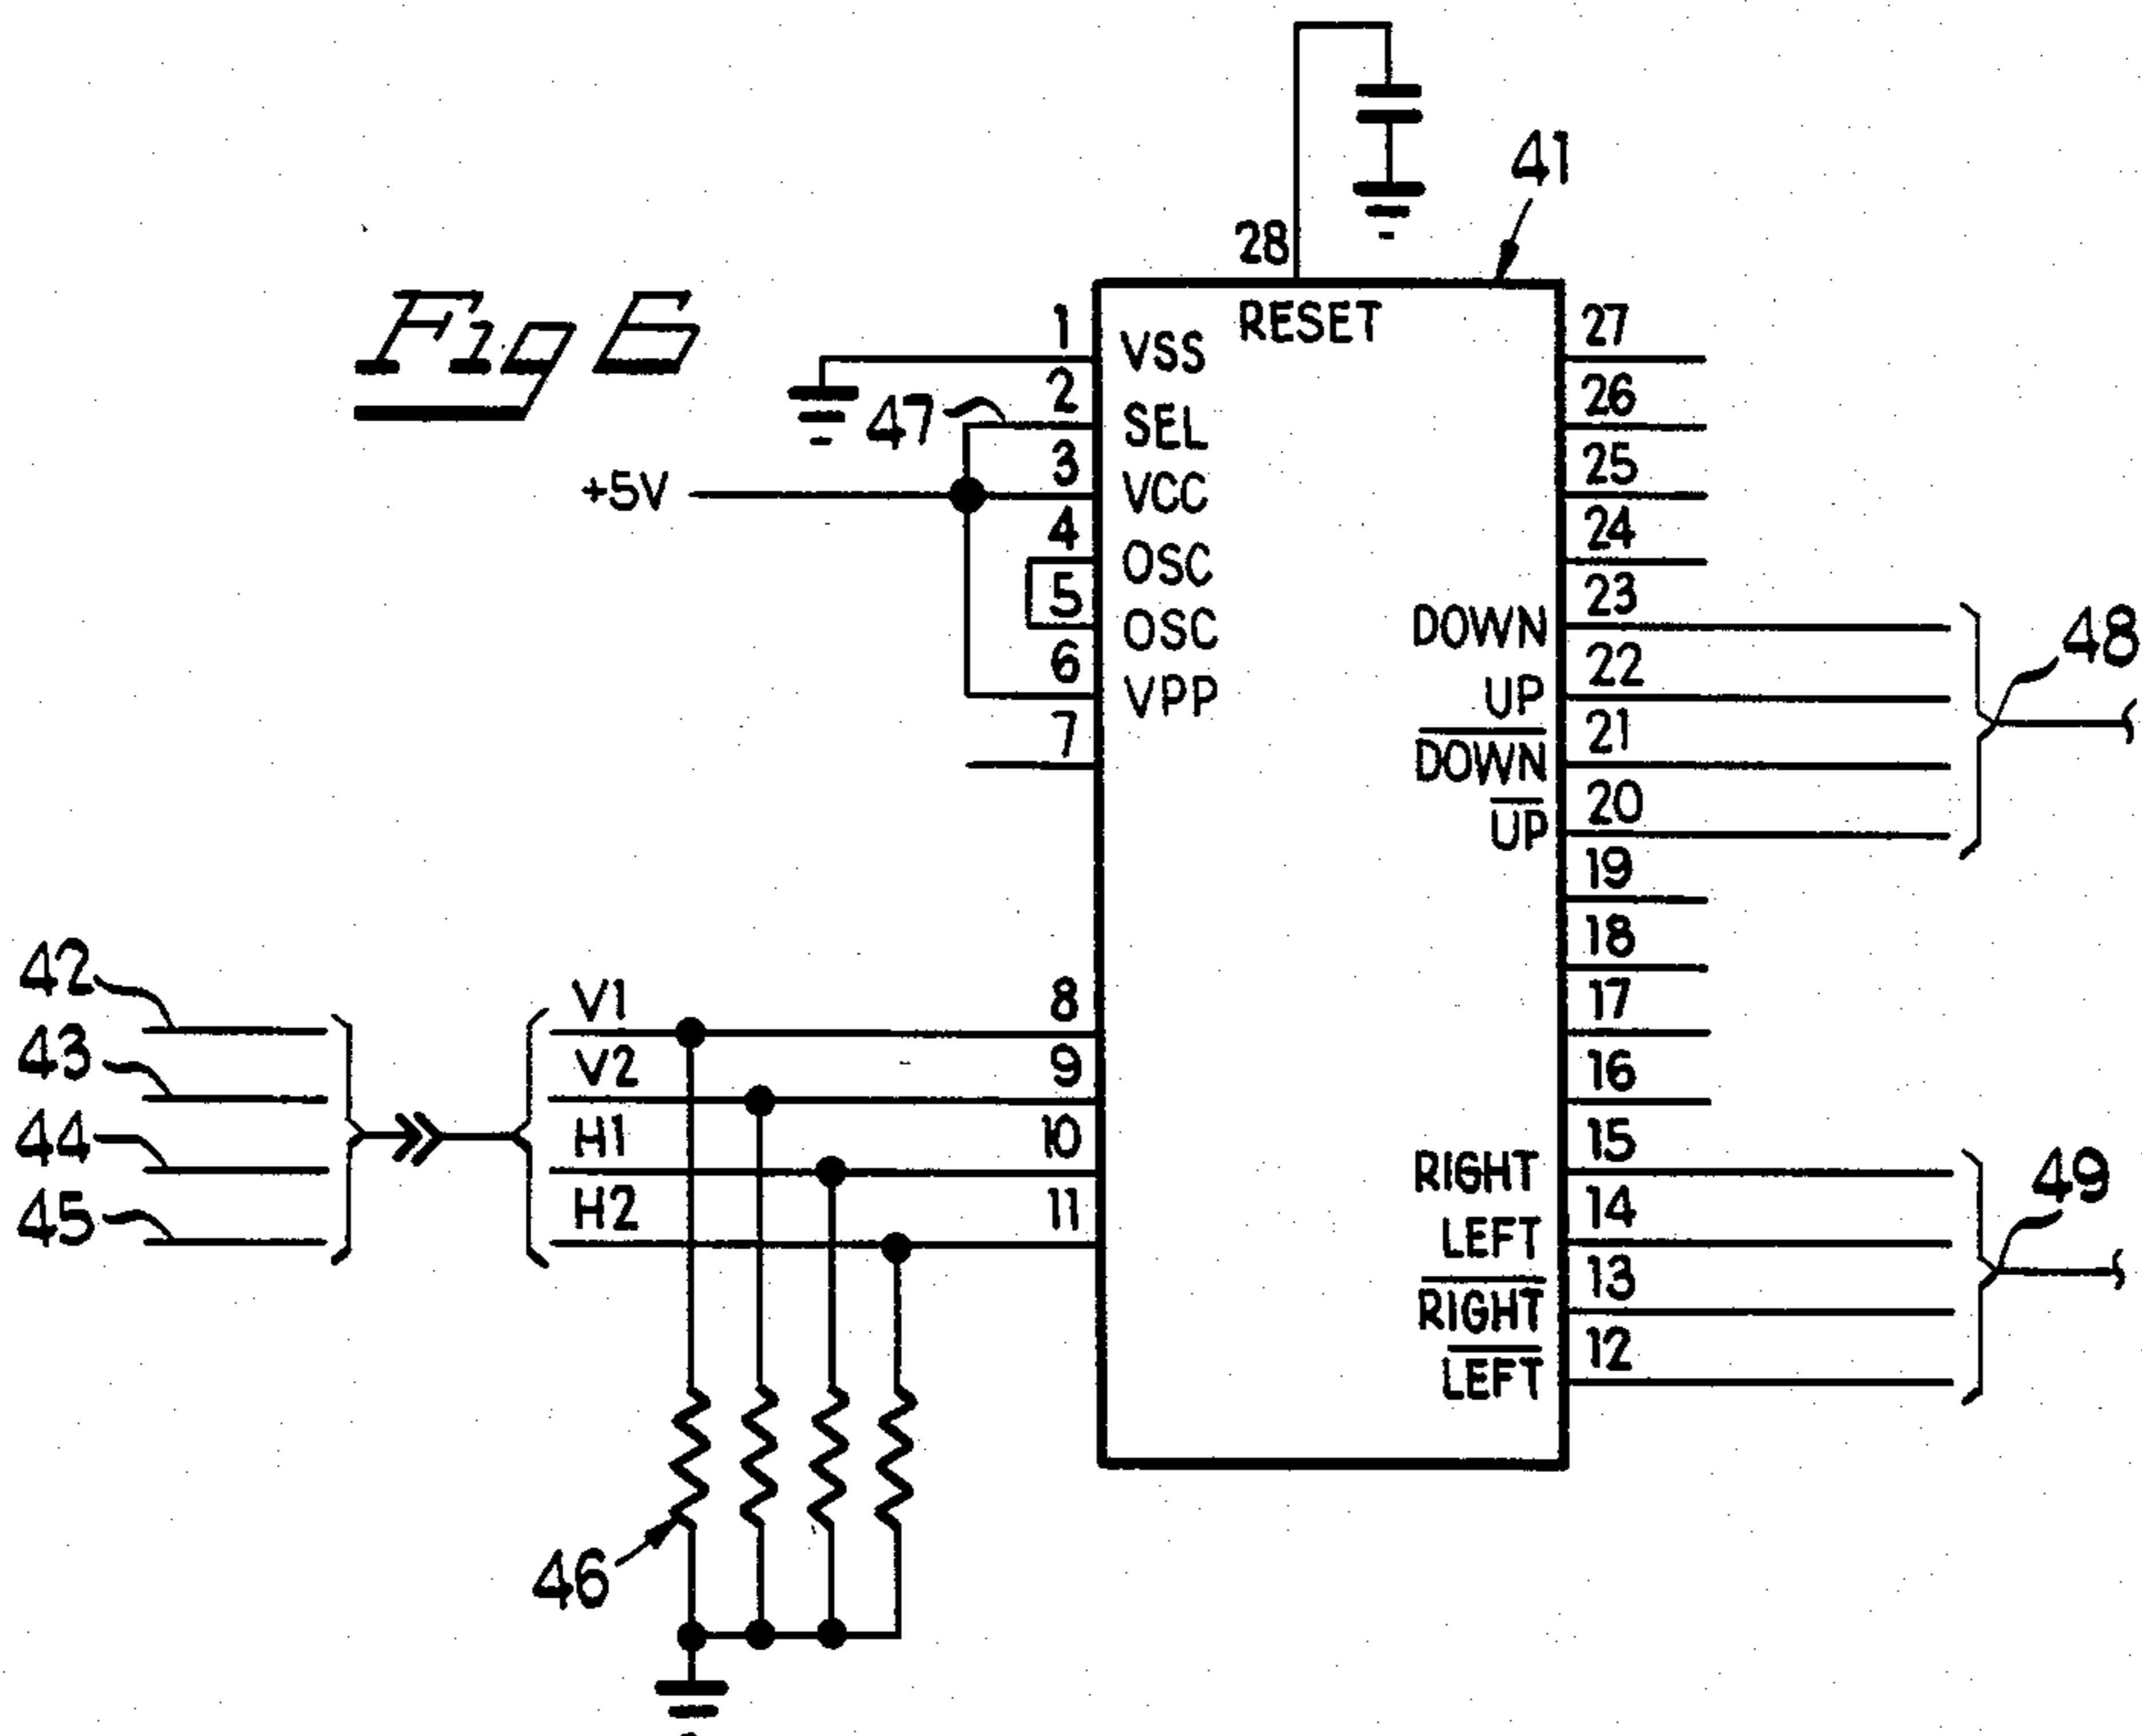 Fig 6
41
28
RESET
1 VSS
2 SEL
47
3 VCC
+5V
4 OSC
5 OSC
6 VPP
7
8 V1
9 V2
10 H1
11 H2
42
43
44
45
46
27
26
25
24
23 DOWN
22 UP
21 DOWN
20 UP
48
19
18
17
16
15 RIGHT
14 LEFT
13 RIGHT
12 LEFT
49